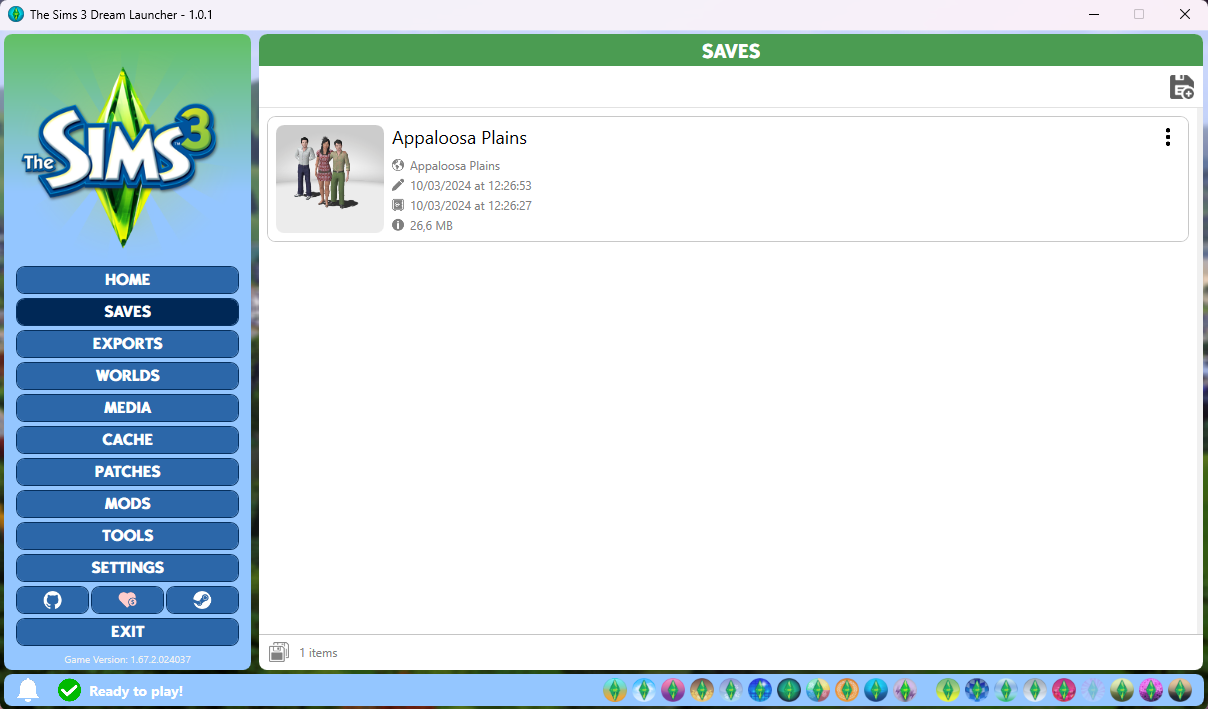 The Sims 3 Dream Launcher - 1.0.1
The SIMS 3
HOME
SAVES
EXPORTS
WORLDS
MEDIA
CACHE
PATCHES
MODS
TOOLS
SETTINGS
EXIT
Game Version: 1.67.2.024037
SAVES
Appaloosa Plains
Appaloosa Plains
10/03/2024 at 12:26:53
10/03/2024 at 12:26:27
26,6 MB
1 items
Ready to play!